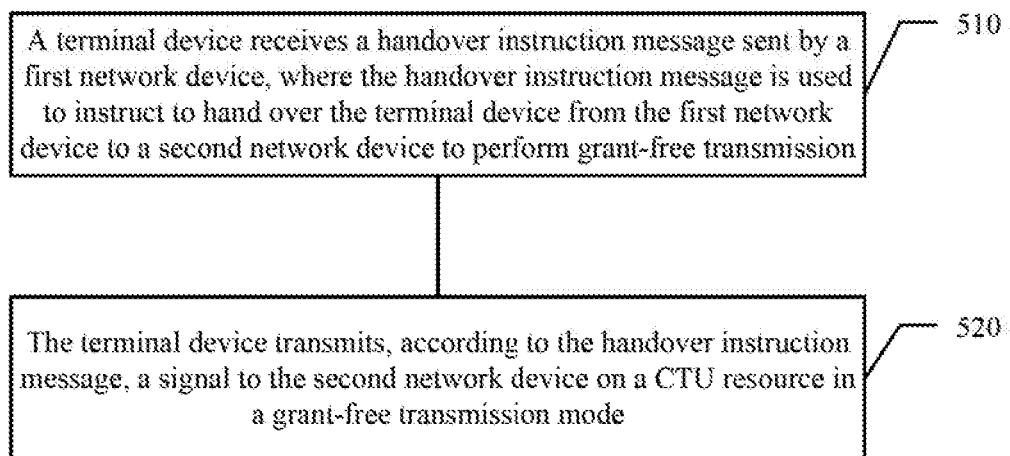 A terminal device receives a handover instruction message sent by a
first network device, where the handover instruction message is used
to instruct to hand over the terminal device from the first network
device to a second network device to perform grant-free transmission
510
The terminal device transmits, according to the handover instruction
message, a signal to the second network device on a CTU resource in
a grant-free transmission mode
520